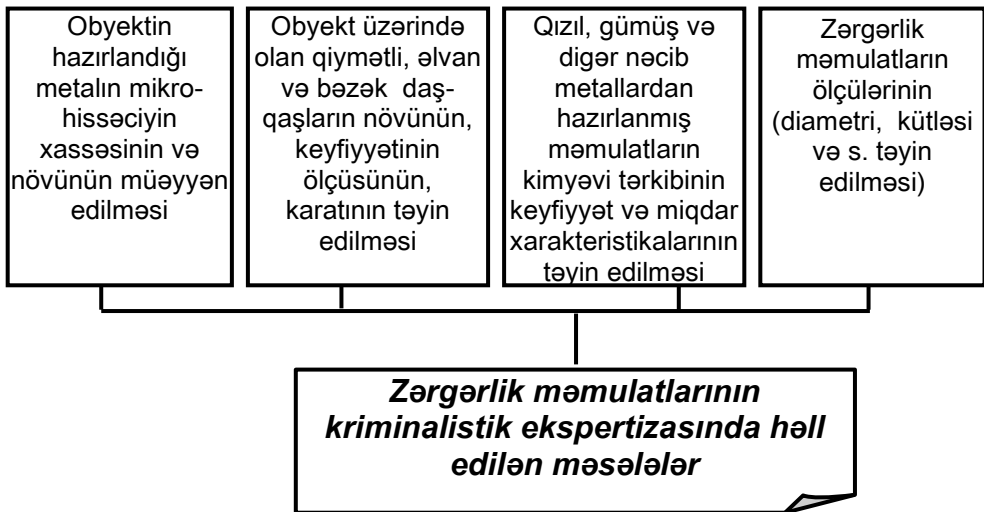 Obyektin
hazırlandığı
metalın mikro-
hissəciyin
xassəsinin və
növünün müəyyən
edilməsi
Obyekt üzərində
olan qiymətli, əlvan
və bəzək daş-
qaşların növünün,
keyfiyyətinin
ölçüsünün,
karatının təyin
edilməsi
Qızıl, gümüş və
digər nəcib
metallardan
hazırlanmış
məmulatların
kimyəvi tərkibinin
keyfiyyət və miqdar
xarakteristikalarının
təyin edilməsi
Zərgərlik
məmulatların
ölçülərinin
(diametri, kütləsi
və s. təyin
edilməsi)
Zərgərlik məmulatlarının
kriminalistik ekspertizasında həll
edilən məsələlər